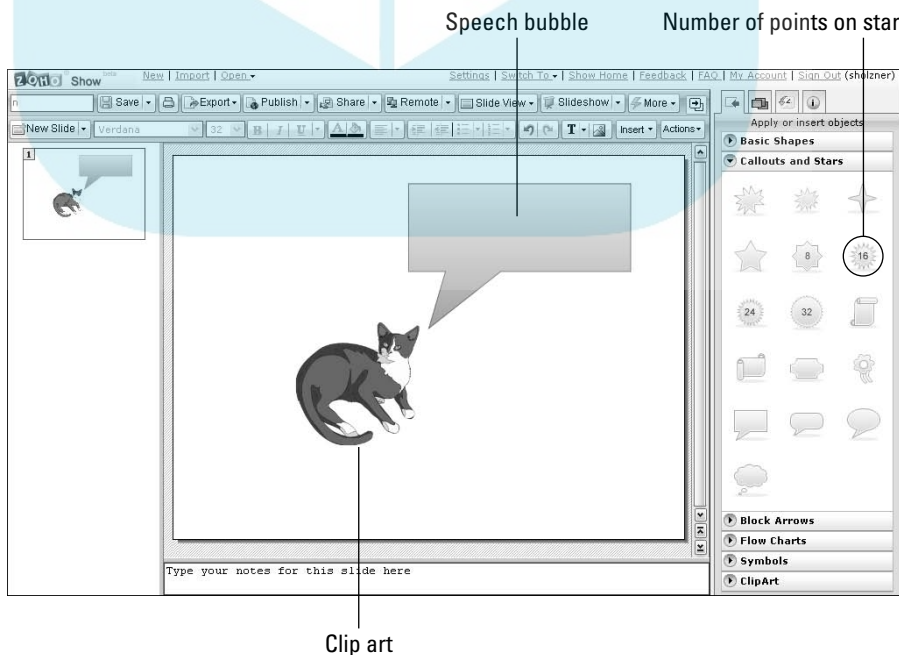 Speech bubble Number of points on star
ZOHO Show beta New | Import | Open Settings | Switch To | Show Home | Feedback | FAQ | My Account | Sign Out (sholzner)
n Save Export Publish Share Remote Slide View Slideshow More
Apply or insert objects
New Slide Verdana 32 B I U A T Insert Actions
Basic Shapes
Callouts and Stars
1
8 16
24 32
Block Arrows
Flow Charts
Symbols
ClipArt
Type your notes for this slide here
Clip art